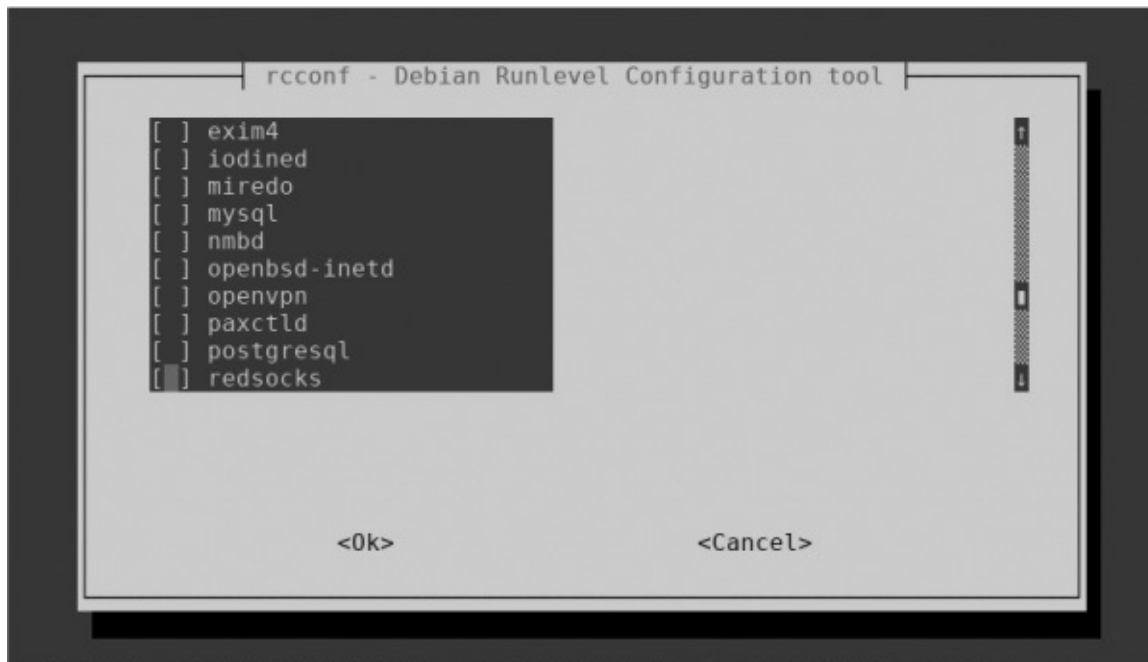 rcconf - Debian Runlevel Configuration tool
[ ] exim4
[ ] iodined
[ ] miredo
[ ] mysql
[ ] nmbd
[ ] openbsd-inetd
[ ] openvpn
[ ] paxctld
[ ] postgresql
[ ] redsocks
<Ok> <Cancel>